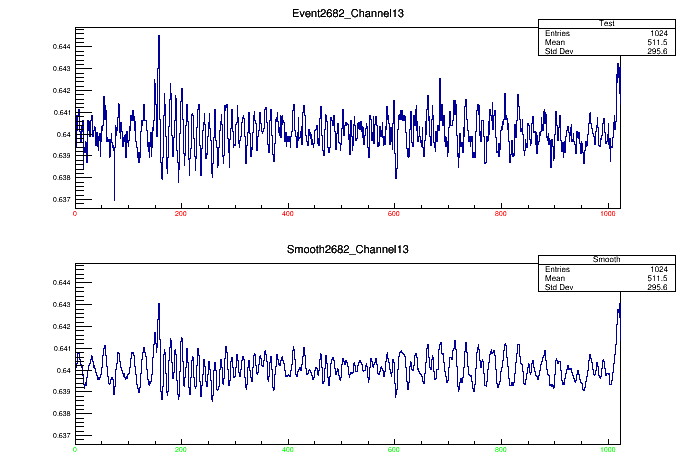 Event2682_Channel13
Test
Entries 1024
Mean 511.5
Std Dev 295.6
0.644
0.643
0.642
0.641
0.64
0.639
0.638
0.637
0 200 400 600 800 1000
Smooth2682_Channel13
Smooth
Entries 1024
Mean 511.5
Std Dev 295.6
0.644
0.643
0.642
0.641
0.64
0.639
0.638
0.637
0 200 400 600 800 1000